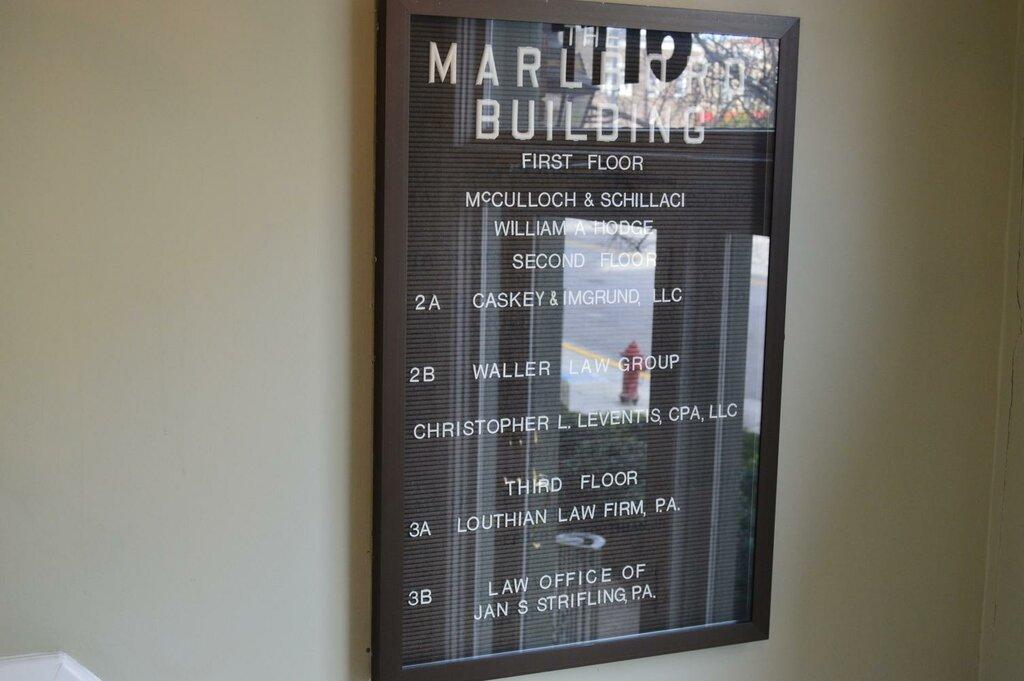 THE
MARLBORO
BUILDING
FIRST FLOOR
McCULLOCH & SCHILLACI
WILLIAM A HODGE
SECOND FLOOR
2A CASKEY & IMGRUND, LLC
2B WALLER LAW GROUP
CHRISTOPHER L. LEVENTIS, CPA, LLC
THIRD FLOOR
3A LOUTHIAN LAW FIRM, P.A.
3B LAW OFFICE OF
JAN S STRIFLING, P.A.